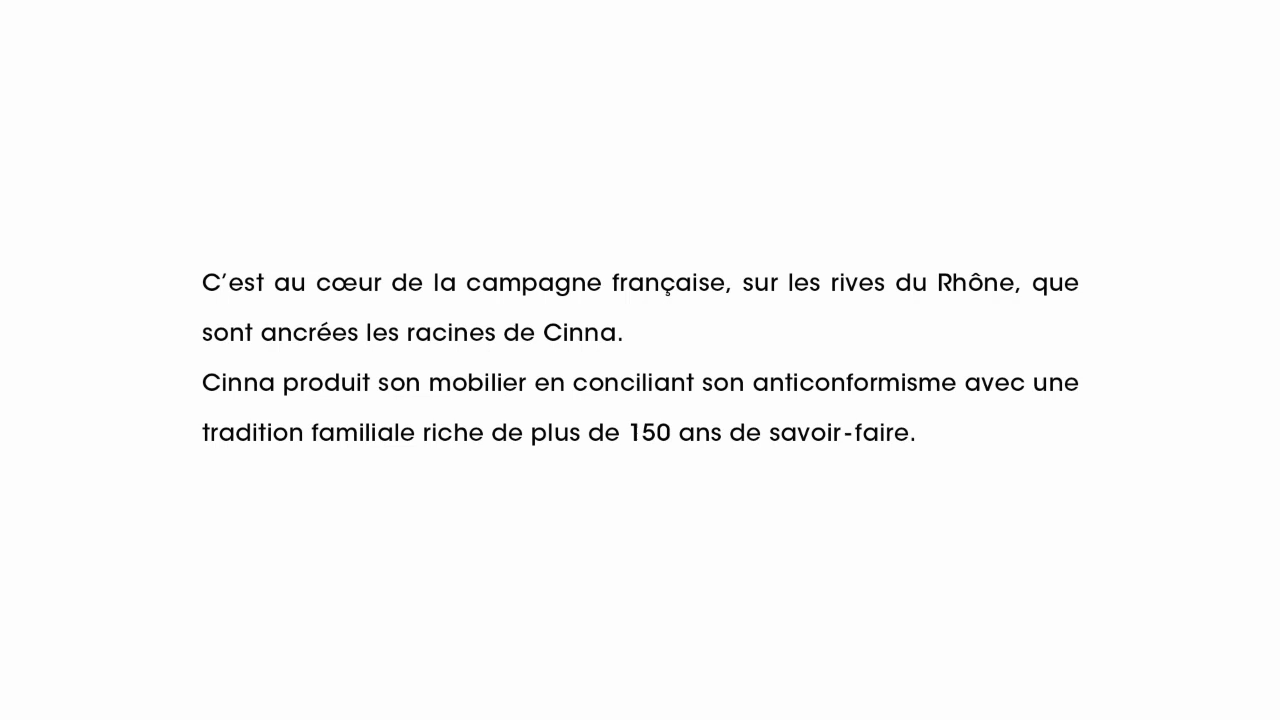 C’est au cœur de la campagne française, sur les rives du Rhône, que
sont ancrées les racines de Cinna.
Cinna produit son mobilier en conciliant son anticonformisme avec une
tradition familiale riche de plus de 150 ans de savoir-faire.